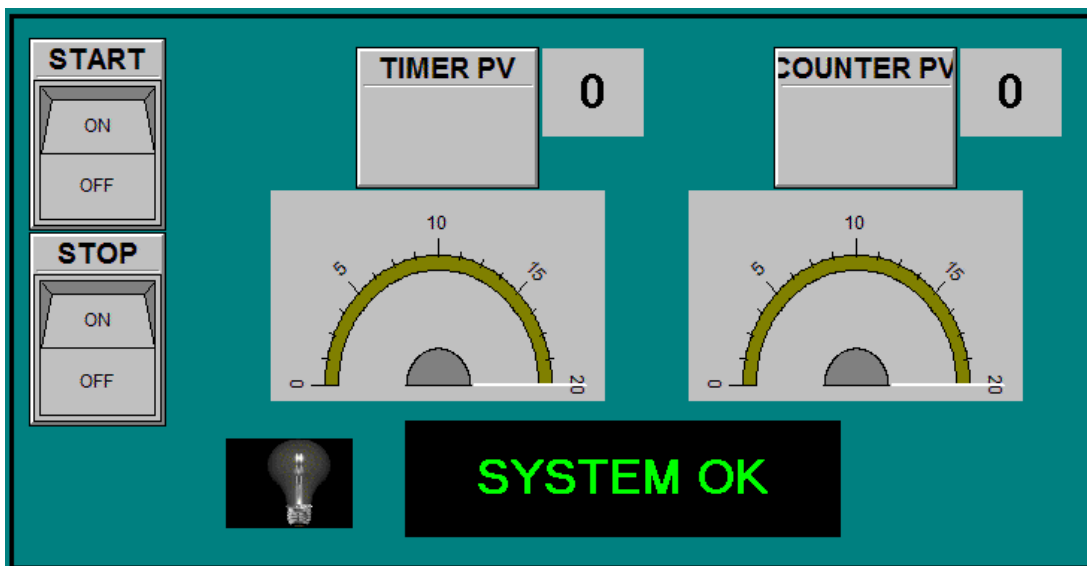 START
ON
OFF
STOP
ON
OFF
TIMER PV
0
0
5
10
15
20
COUNTER PV
0
0
5
10
15
20
SYSTEM OK